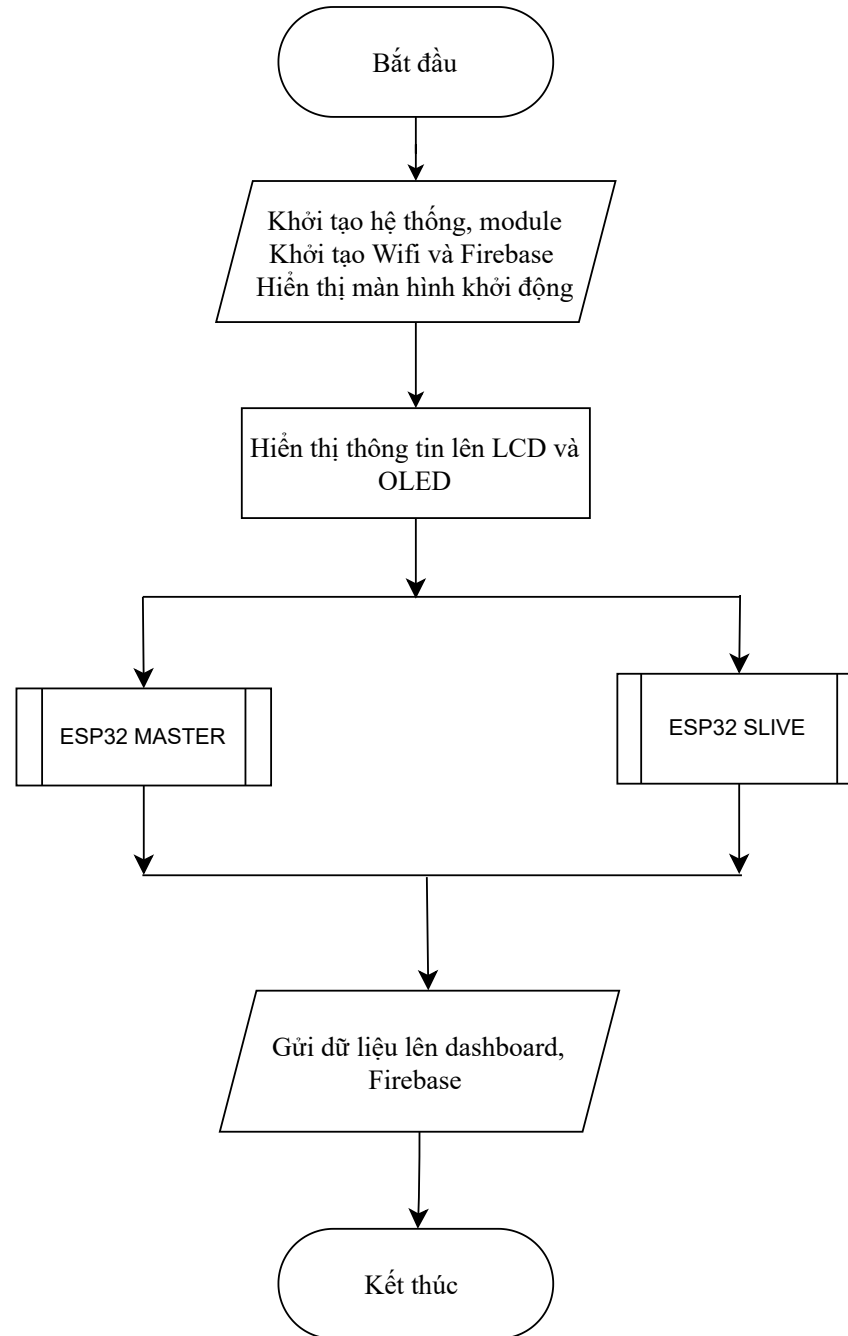 Bắt đầu
Khởi tạo hệ thống, module
Khởi tạo Wifi và Firebase
Hiển thị màn hình khởi động
Hiển thị thông tin lên LCD và
OLED
ESP32 MASTER
ESP32 SLIVE
Gửi dữ liệu lên dashboard,
Firebase
Kết thúc